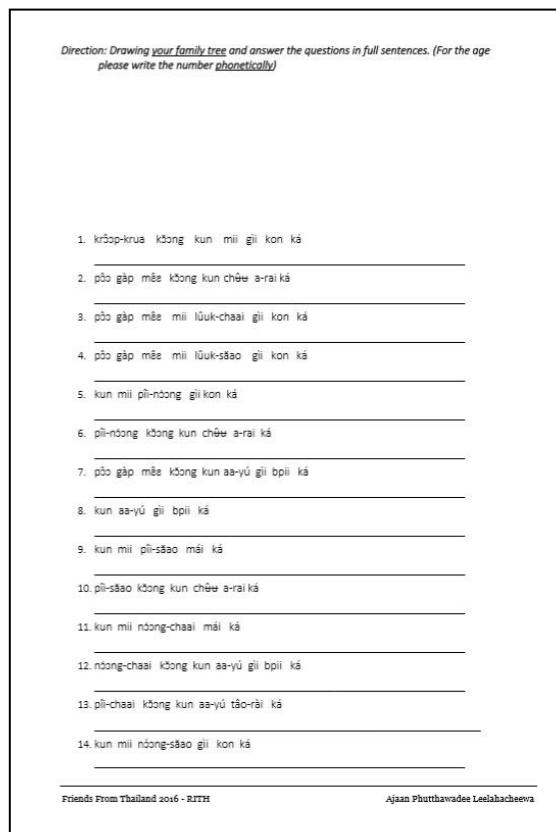 Direction: Drawing your family tree and answer the questions in full sentences. (For the age
please write the number phonetically)
1. krɔ̂ɔp-krua kɔ̌ɔng kun mii gìi kon ká
2. pɔ̂ɔ gàp mɛ̂ɛ kɔ̌ɔng kun chʉ̂ʉ a-rai ká
3. pɔ̂ɔ gàp mɛ̂ɛ mii lûuk-chaai gìi kon ká
4. pɔ̂ɔ gàp mɛ̂ɛ mii lûuk-sǎao gìi kon ká
5. kun mii pîi-nɔ́ɔng gìi kon ká
6. pîi-nɔ́ɔng kɔ̌ɔng kun chʉ̂ʉ a-rai ká
7. pɔ̂ɔ gàp mɛ̂ɛ kɔ̌ɔng kun aa-yú gìi bpii ká
8. kun aa-yú gìi bpii ká
9. kun mii pîi-sǎao mái ká
10. pîi-sǎao kɔ̌ɔng kun chʉ̂ʉ a-rai ká
11. kun mii nɔ́ɔng-chaai mái ká
12. nɔ́ɔng-chaai kɔ̌ɔng kun aa-yú gìi bpii ká
13. pîi-chaai kɔ̌ɔng kun aa-yú tâo-rài ká
14. kun mii nɔ́ɔng-sǎao gìi kon ká
Friends From Thailand 2016 - RITH Ajaan Phutthawadee Leelahacheewa